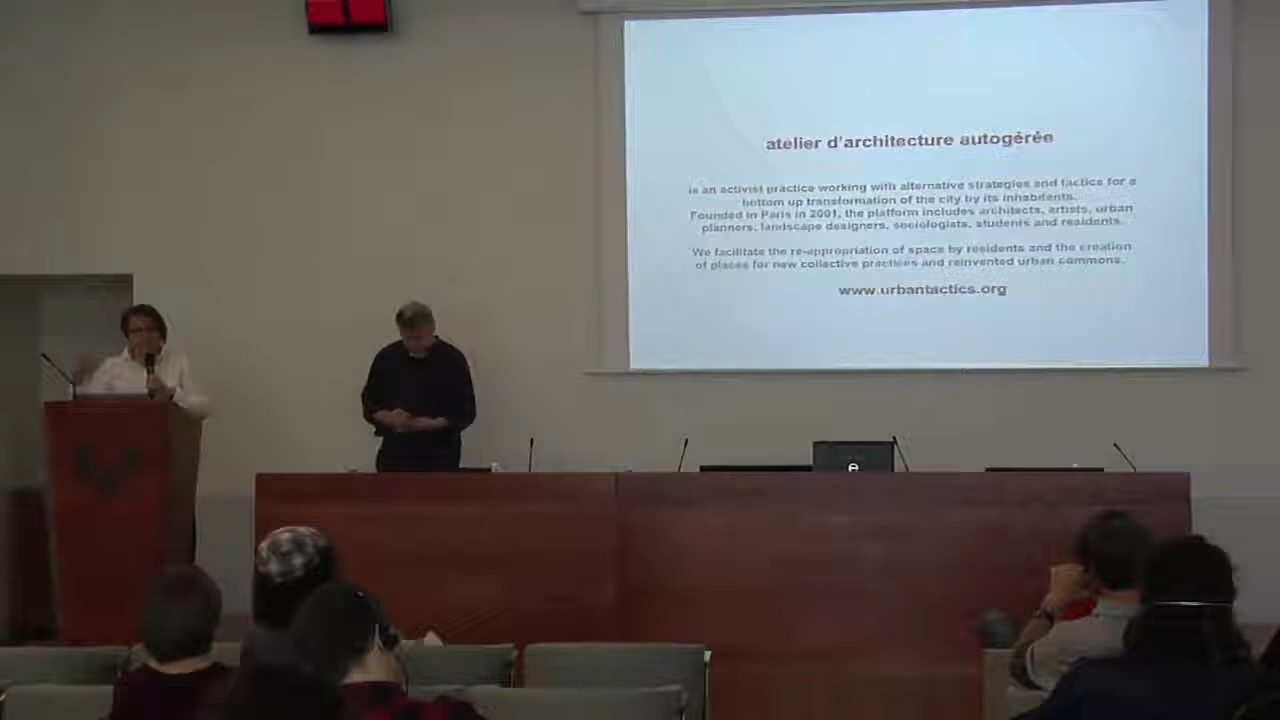 atelier d'architecture autogérée
is an activist practice working with alternative strategies and tactics for a
bottom up transformation of the city by its inhabitants.
Founded in Paris in 2001, the platform includes architects, artists, urban
planners, landscape designers, sociologists, students and residents.
We facilitate the re-appropriation of space by residents and the creation
of places for new collective practices and reinvented urban commons.
www.urbantactics.org